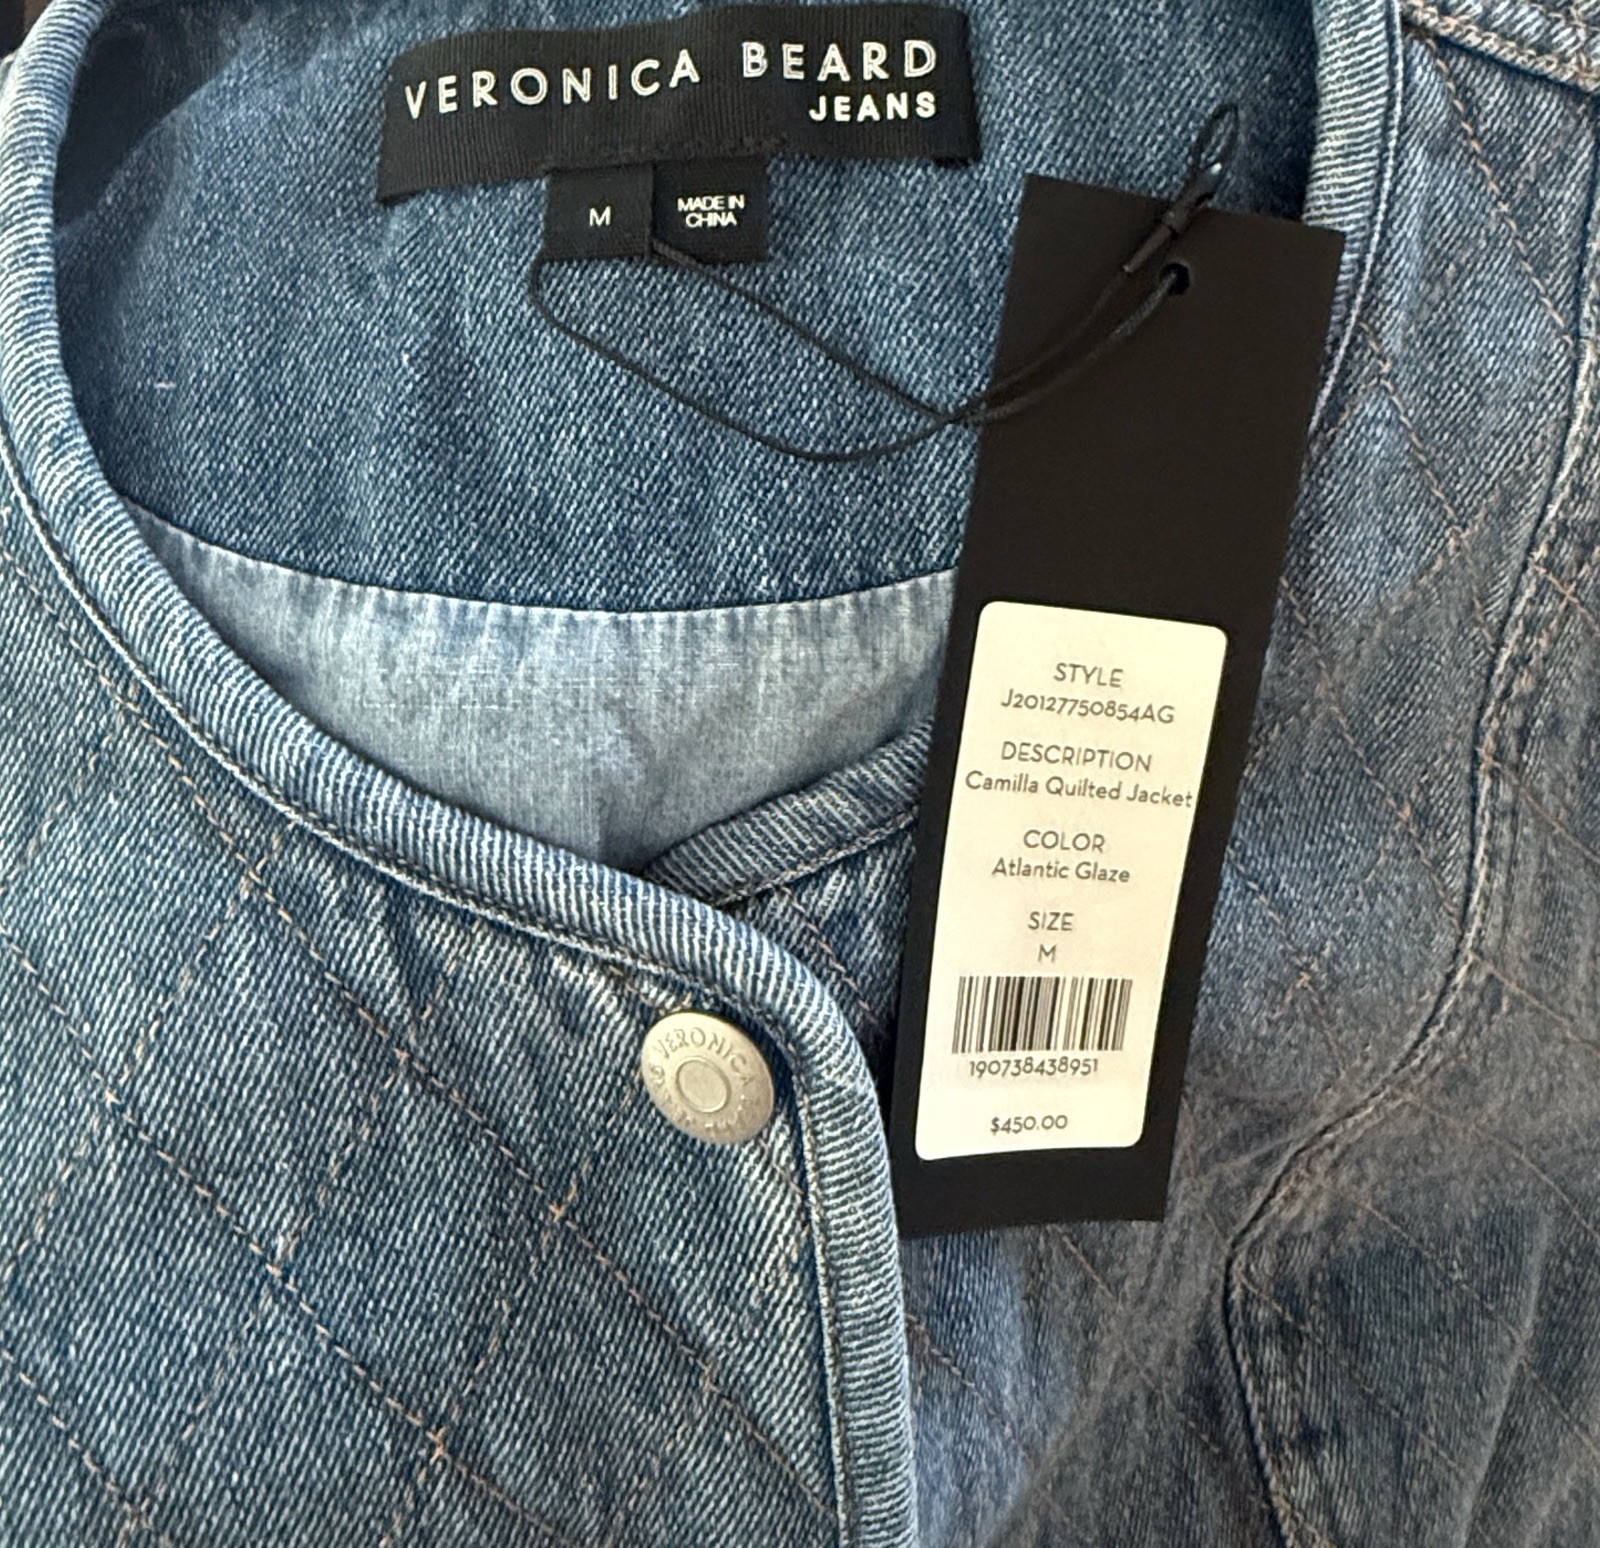 VERONICA BEARD
JEANS
M
MADE IN
CHINA
STYLE
J20127750854AG
DESCRIPTION
Camilla Quilted Jacket
COLOR
Atlantic Glaze
SIZE
M
190738438951
$450.00
VERONICA